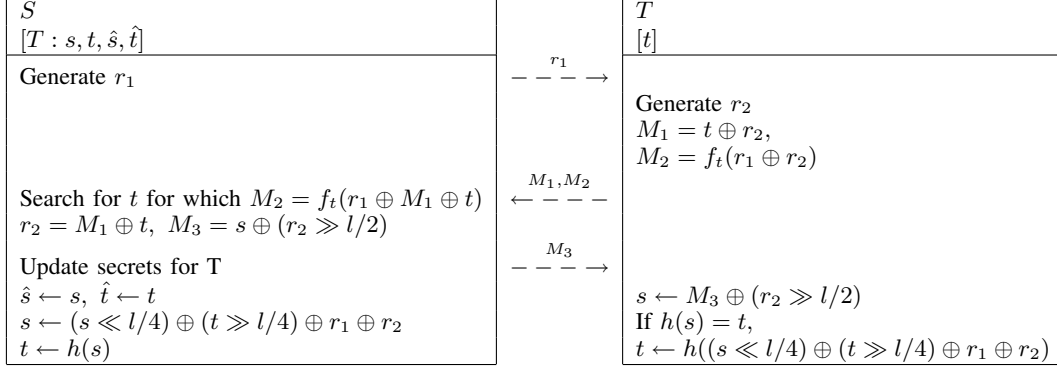 S
[T : s, t, ŝ, t̂]
T
[t]
Generate r₁
r₁
− − − →
Generate r₂
M₁ = t ⊕ r₂,
M₂ = fₜ(r₁ ⊕ r₂)
M₁,M₂
← − − −
Search for t for which M₂ = fₜ(r₁ ⊕ M₁ ⊕ t)
r₂ = M₁ ⊕ t, M₃ = s ⊕ (r₂ ≫ l/2)
M₃
− − − →
Update secrets for T
ŝ ← s, t̂ ← t
s ← (s ≪ l/4) ⊕ (t ≫ l/4) ⊕ r₁ ⊕ r₂
t ← h(s)
s ← M₃ ⊕ (r₂ ≫ l/2)
If h(s) = t,
t ← h((s ≪ l/4) ⊕ (t ≫ l/4) ⊕ r₁ ⊕ r₂)